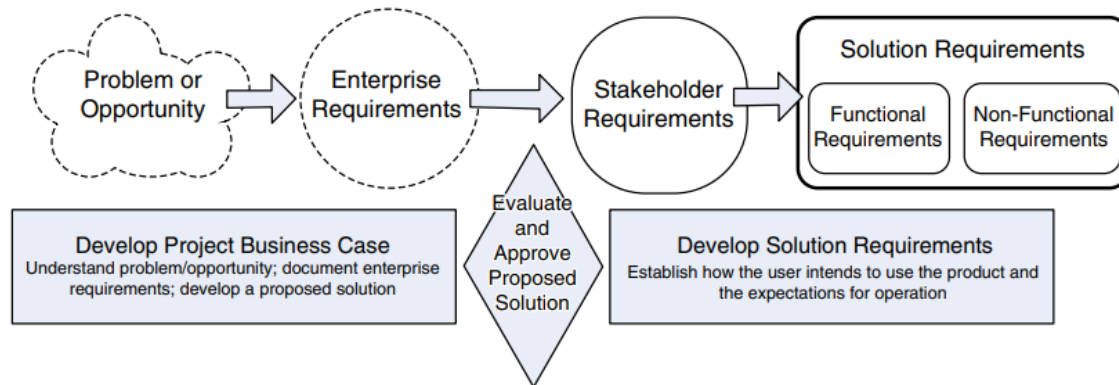 Problem or
Opportunity
Enterprise
Requirements
Stakeholder
Requirements
Solution Requirements
Functional
Requirements
Non-Functional
Requirements
Develop Project Business Case
Understand problem/opportunity; document enterprise
requirements; develop a proposed solution
Evaluate
and
Approve
Proposed
Solution
Develop Solution Requirements
Establish how the user intends to use the product and
the expectations for operation